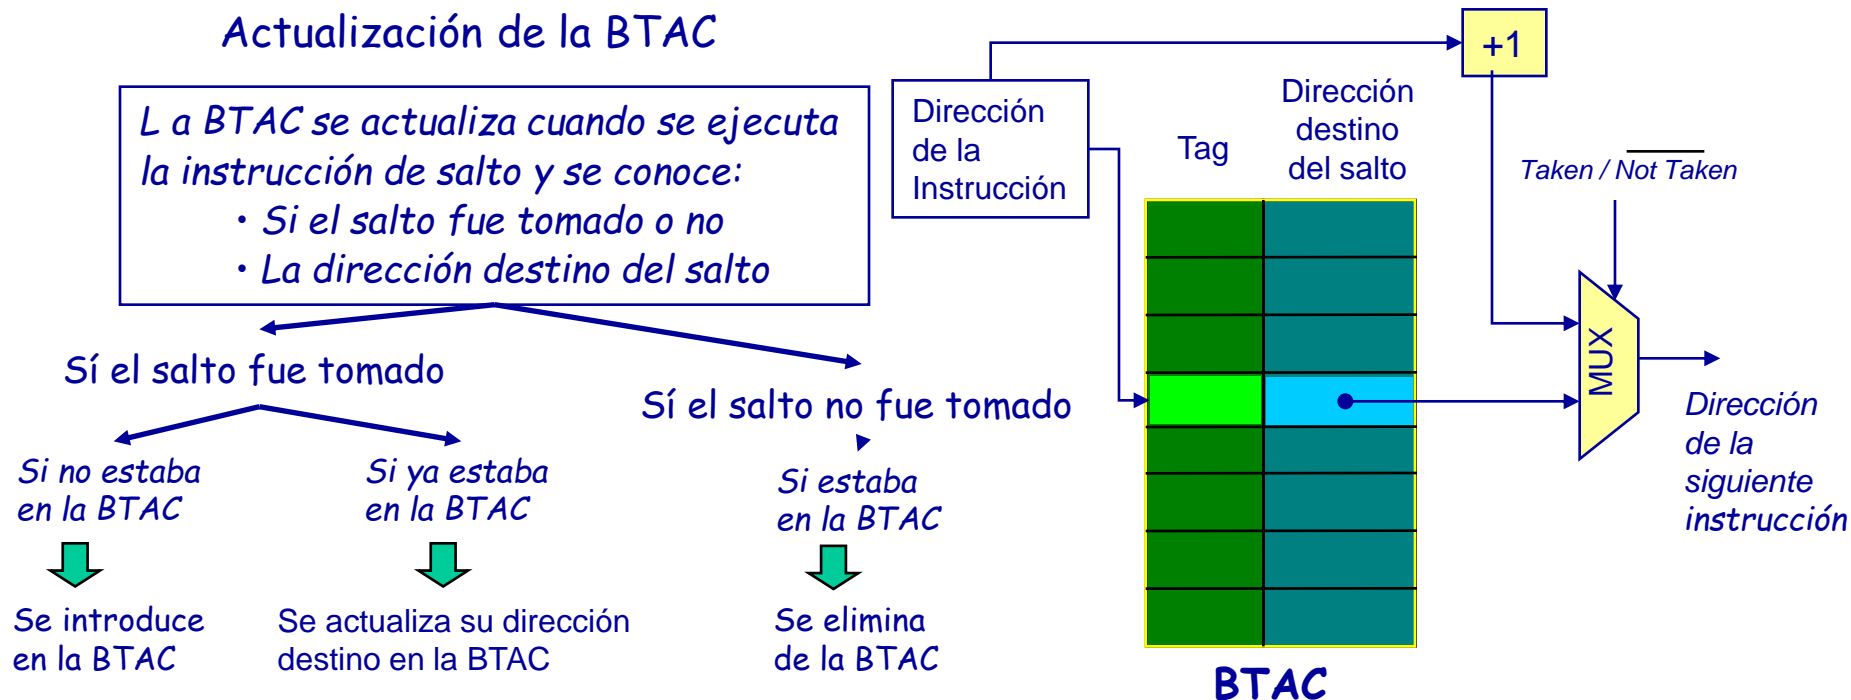 Actualización de la BTAC
L a BTAC se actualiza cuando se ejecuta
la instrucción de salto y se conoce:
• Si el salto fue tomado o no
• La dirección destino del salto
Sí el salto fue tomado
Sí el salto no fue tomado
Si no estaba
en la BTAC
Si ya estaba
en la BTAC
Si estaba
en la BTAC
Se introduce
en la BTAC
Se actualiza su dirección
destino en la BTAC
Se elimina
de la BTAC
Dirección
de la
Instrucción
Tag
Dirección
destino
del salto
+1
Taken / Not Taken
MUX
Dirección
de la
siguiente
instrucción
BTAC